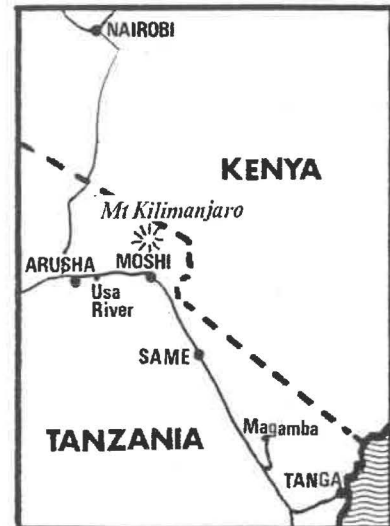 NAIROBI
KENYA
Mt Kilimanjaro
ARUSHA MOSHI
Usa
River
SAME
Magamba
TANZANIA
TANGA